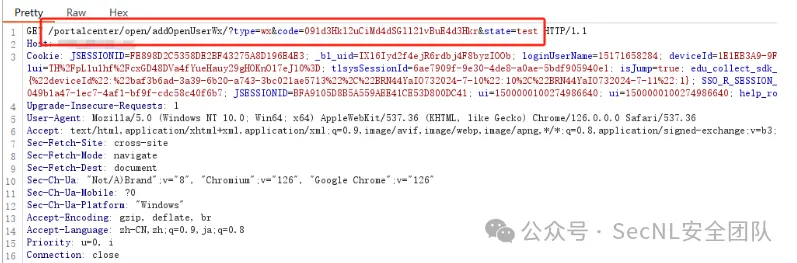 Pretty Raw Hex
1 GET /portalcenter/open/addOpenUserWx/?type=wx&code=091d3Hkl2uCiMd4dSGl121vBuE4d3Hkr&state=test HTTP/1.1
2 Host:
3 Cookie: JSESSIONID=FE898D2C5358DE2BF43275A8D196E4E3; _bl_uid=IX16Iyd2f4ejR6rdbj4F8byzI00b; loginUserName=15171658284; deviceId=1E1EB3A9-9F
lui=TH%2FpL1u1hf%2FcxGD48DVa4fYueHauy29gHOKnO17eJ10%3D; tlsysSessionId=6ae7909f-9e30-4de8-a0ae-5bdf905940e1; isJump=true; edu_collect_sdk_
{%22deviceId%22:%22baf3b6ad-3a39-6b20-a743-3bc021ae5713%22%2C%22BRN44YaI0732024-7-10%22:10%2C%22BRN44YaI0732024-7-11%22:1}; SSO_R_SESSION_
049b1a47-1ec7-4af1-bf9f-cdc58c40f6b7; JSESSIONID=BFA9105D8B5A559AEE41CE53D800DC41; ui=1500000100274986640; ui=1500000100274986640; help_ro
4 Upgrade-Insecure-Requests: 1
5 User-Agent: Mozilla/5.0 (Windows NT 10.0; Win64; x64) AppleWebKit/537.36 (KHTML, like Gecko) Chrome/126.0.0.0 Safari/537.36
6 Accept: text/html,application/xhtml+xml,application/xml;q=0.9,image/avif,image/webp,image/apng,*/*;q=0.8,application/signed-exchange;v=b3;
7 Sec-Fetch-Site: cross-site
8 Sec-Fetch-Mode: navigate
9 Sec-Fetch-Dest: document
10 Sec-Ch-Ua: "Not/A)Brand";v="8", "Chromium";v="126", "Google Chrome";v="126"
11 Sec-Ch-Ua-Mobile: ?0
12 Sec-Ch-Ua-Platform: "Windows"
13 Accept-Encoding: gzip, deflate, br
14 Accept-Language: zh-CN,zh;q=0.9,ja;q=0.8
15 Priority: u=0, i
16 Connection: close
公众号 · SecNL安全团队